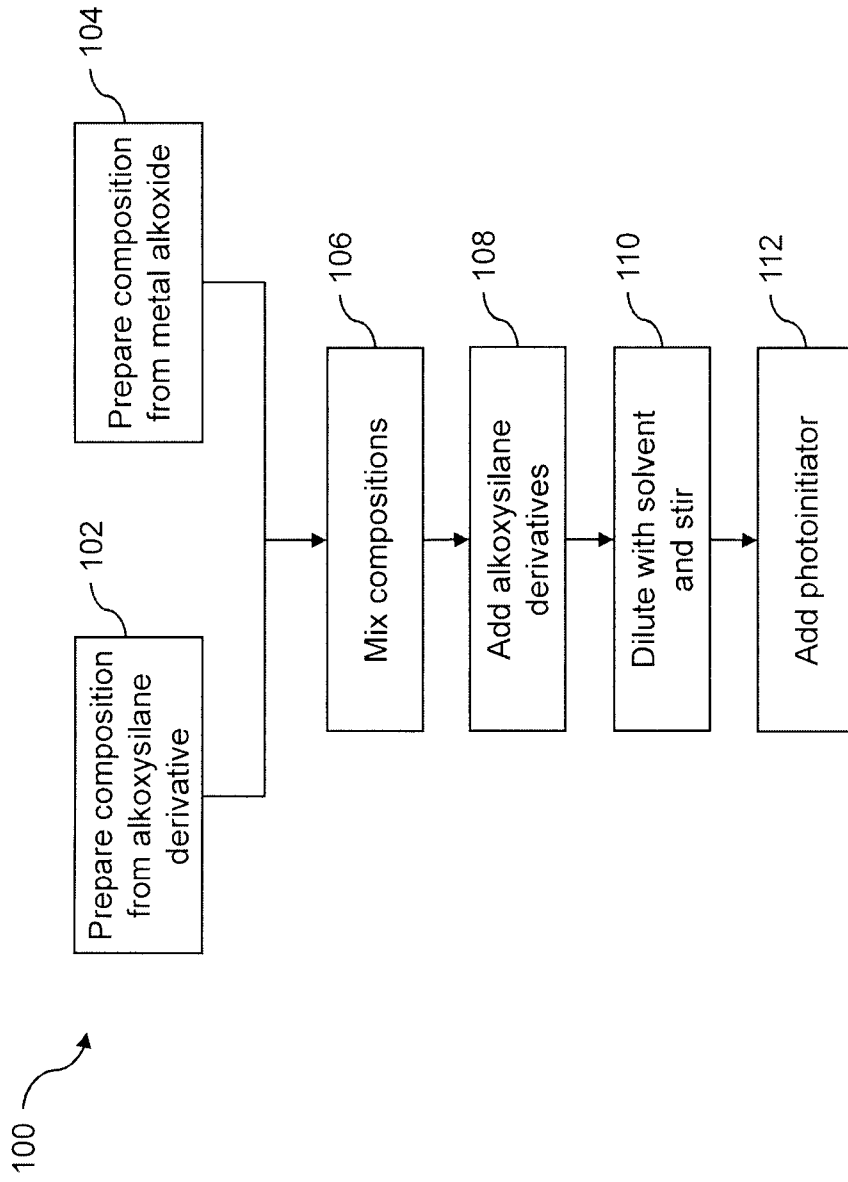 100
Prepare composition
from alkoxysilane
derivative
102
Prepare composition
from metal alkoxide
104
Mix compositions
106
Add alkoxysilane
derivatives
108
Dilute with solvent
and stir
110
Add photoinitiator
112